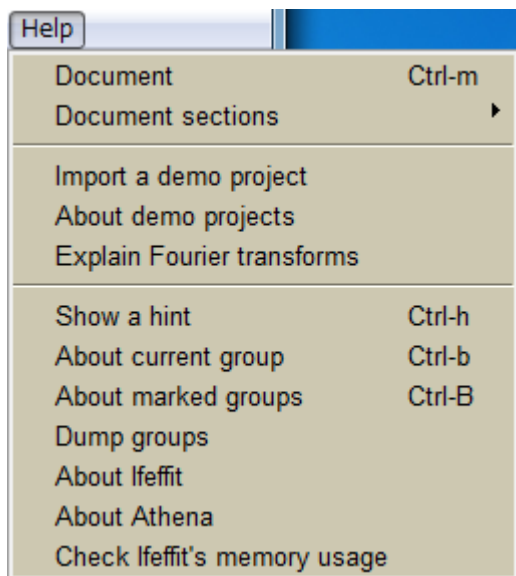 Help
Document Ctrl-m
Document sections
Import a demo project
About demo projects
Explain Fourier transforms
Show a hint Ctrl-h
About current group Ctrl-b
About marked groups Ctrl-B
Dump groups
About Ifeffit
About Athena
Check Ifeffit's memory usage